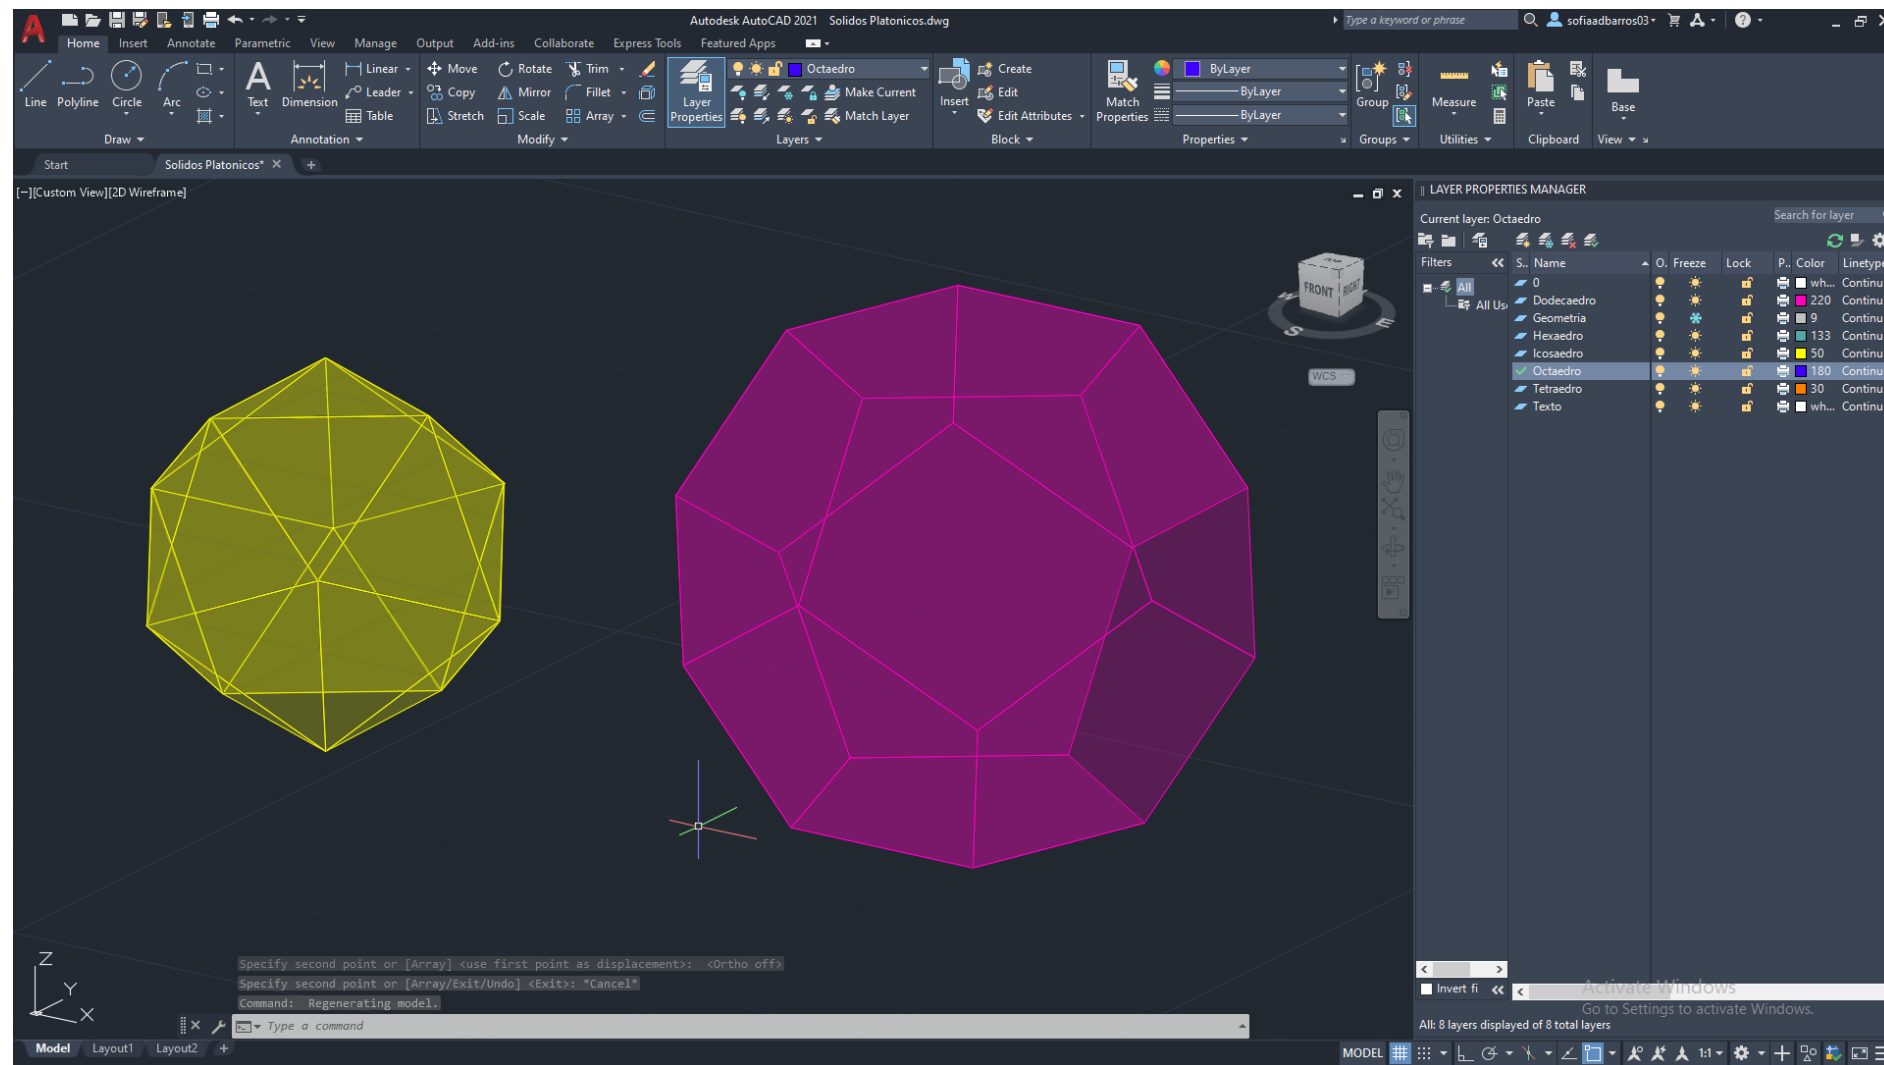 Autodesk AutoCAD 2021 Solidos Platonicos.dwg
Type a keyword or phrase
sofiaadbarros03
Home Insert Annotate Parametric View Manage Output Add-ins Collaborate Express Tools Featured Apps
Linear Move Rotate Trim Octaedro Create ByLayer
Line Polyline Circle Arc Text Dimension Leader Copy Mirror Fillet Layer Properties Make Current Insert Edit Match Properties ByLayer Group Measure Paste Base
Table Stretch Scale Array Match Layer Edit Attributes ByLayer
Draw Annotation Modify Layers Block Properties Groups Utilities Clipboard View
Start Solidos Platonicos*
[−][Custom View][2D Wireframe]
LAYER PROPERTIES MANAGER
Current layer: Octaedro
Search for layer
Filters
S.. Name O. Freeze Lock P.. Color Linetype
All
All Us
0 wh... Continu
Dodecaedro 220 Continu
Geometria 9 Continu
Hexaedro 133 Continu
Icosaedro 50 Continu
Octaedro 180 Continu
Tetraedro 30 Continu
Texto wh... Continu
FRONT RIGHT
W S E
WCS
Z
Y
X
Specify second point or [Array] <use first point as displacement>: <Ortho off>
Specify second point or [Array/Exit/Undo] <Exit>: *Cancel*
Command: Regenerating model.
Type a command
Invert fi
Activate Windows
Go to Settings to activate Windows.
All: 8 layers displayed of 8 total layers
Model Layout1 Layout2
MODEL 1:1